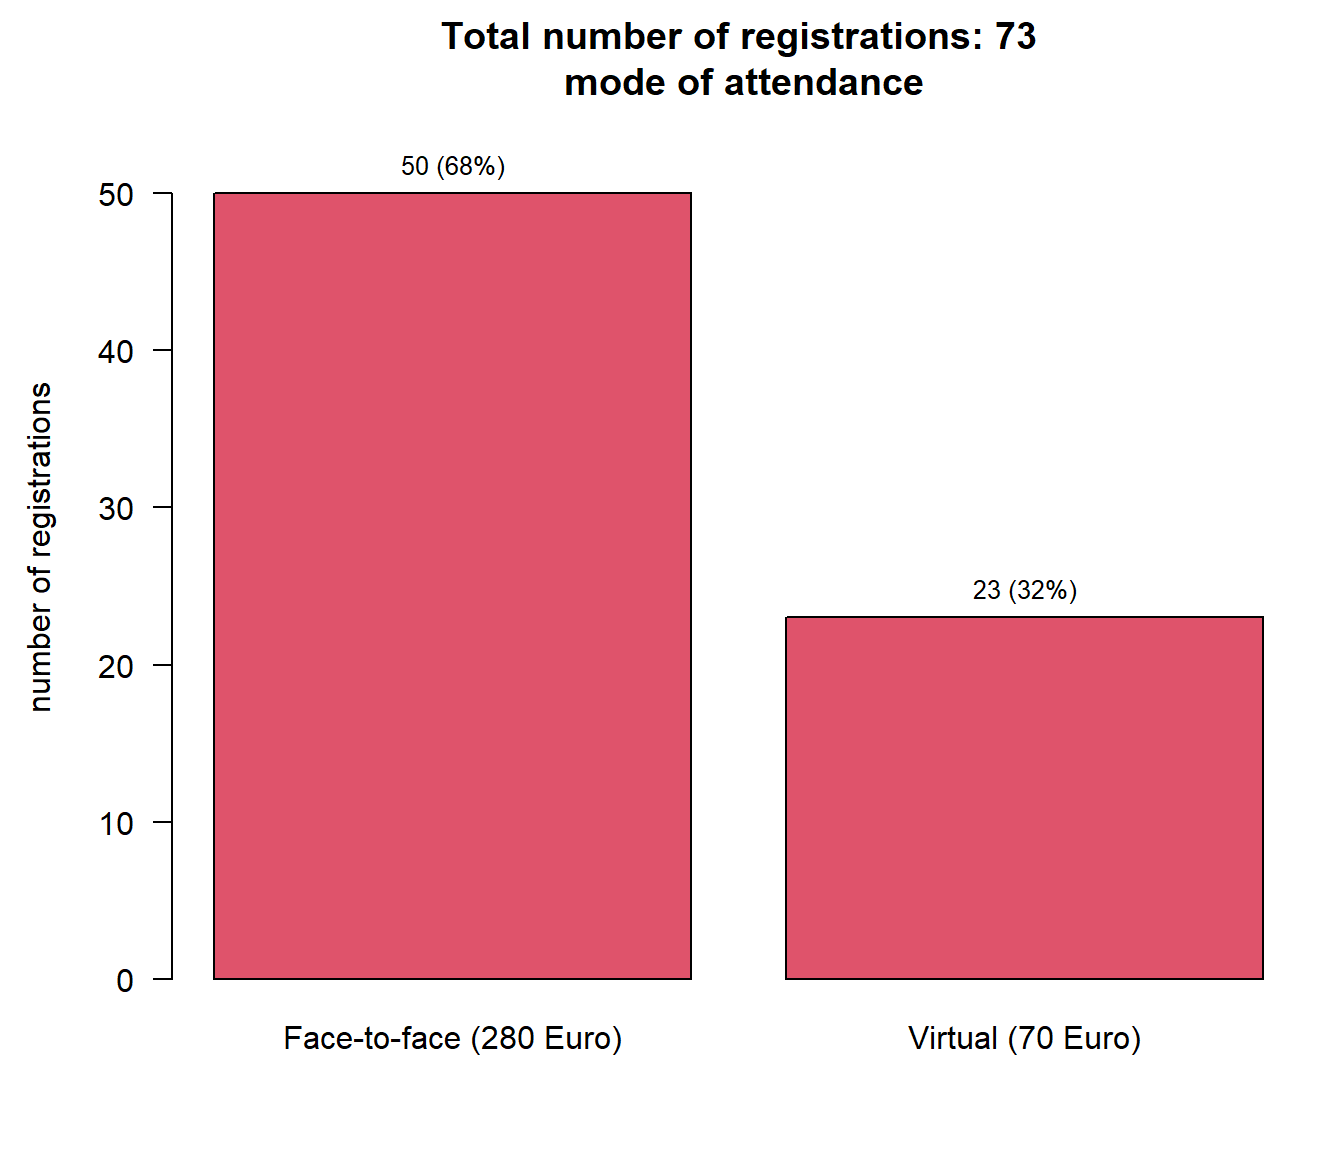 Total number of registrations: 73
mode of attendance
50 (68%)
50
40
30
20
10
0
number of registrations
23 (32%)
Face-to-face (280 Euro)
Virtual (70 Euro)